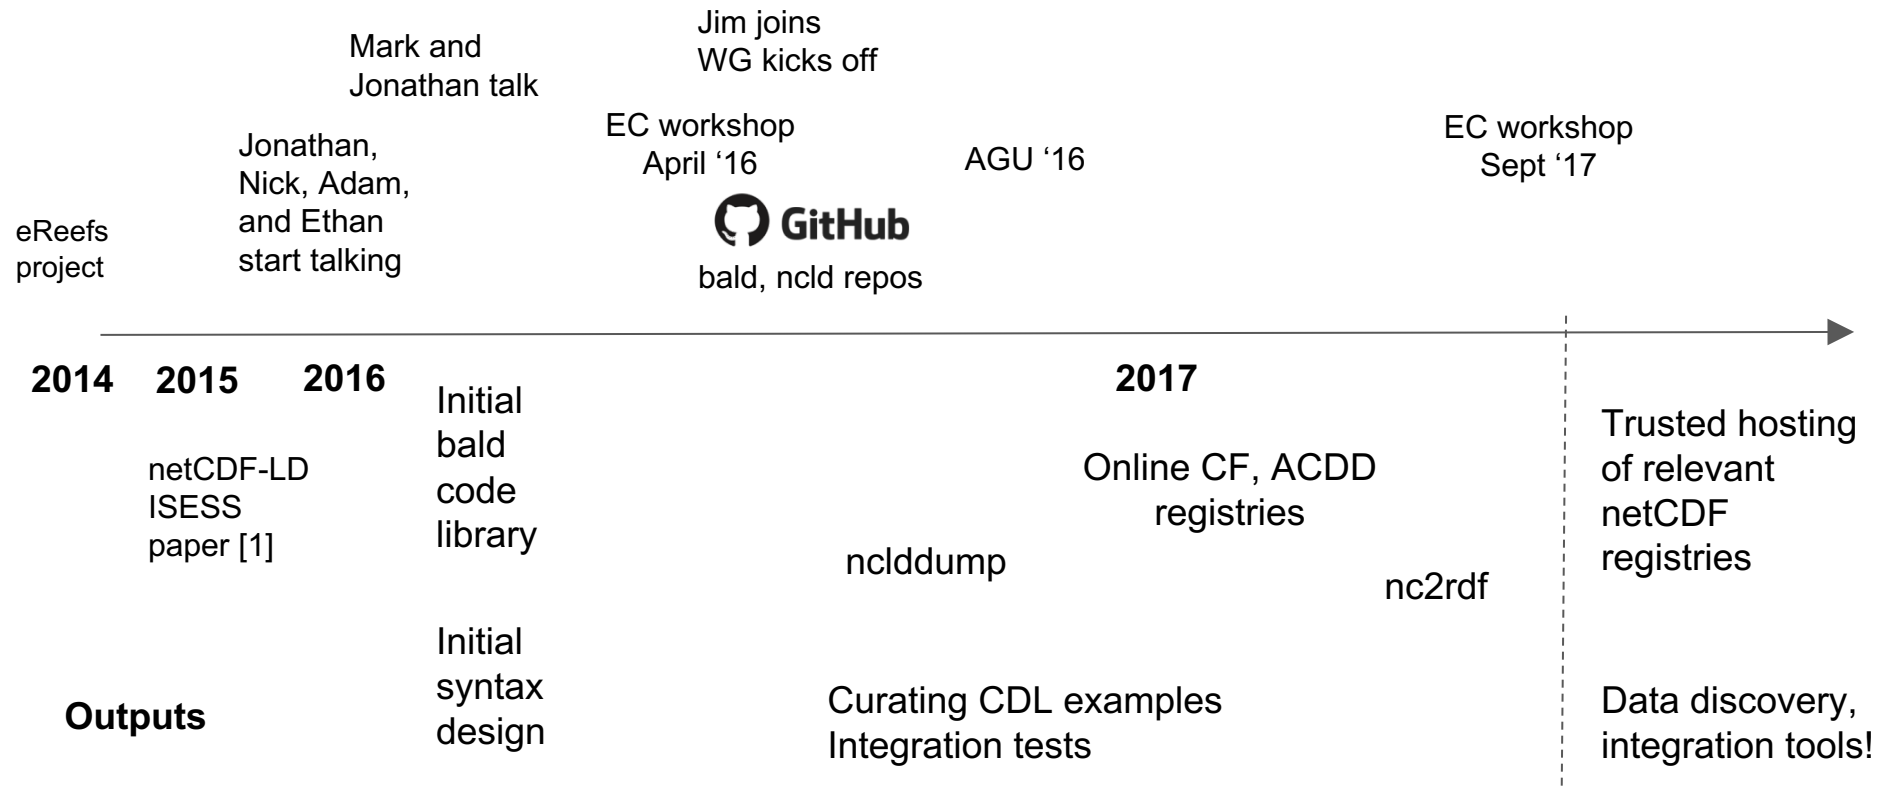 Jim joins
WG kicks off
Mark and
Jonathan talk
EC workshop
April ‘16
EC workshop
Sept ‘17
Jonathan,
Nick, Adam,
and Ethan
start talking
AGU ‘16
eReefs
project
GitHub
bald, ncld repos
2014
2015
2016
2017
Initial
bald
code
library
Trusted hosting
of relevant
netCDF
registries
netCDF-LD
ISESS
paper [1]
Online CF, ACDD
registries
nclddump
nc2rdf
Initial
syntax
design
Outputs
Curating CDL examples
Integration tests
Data discovery,
integration tools!